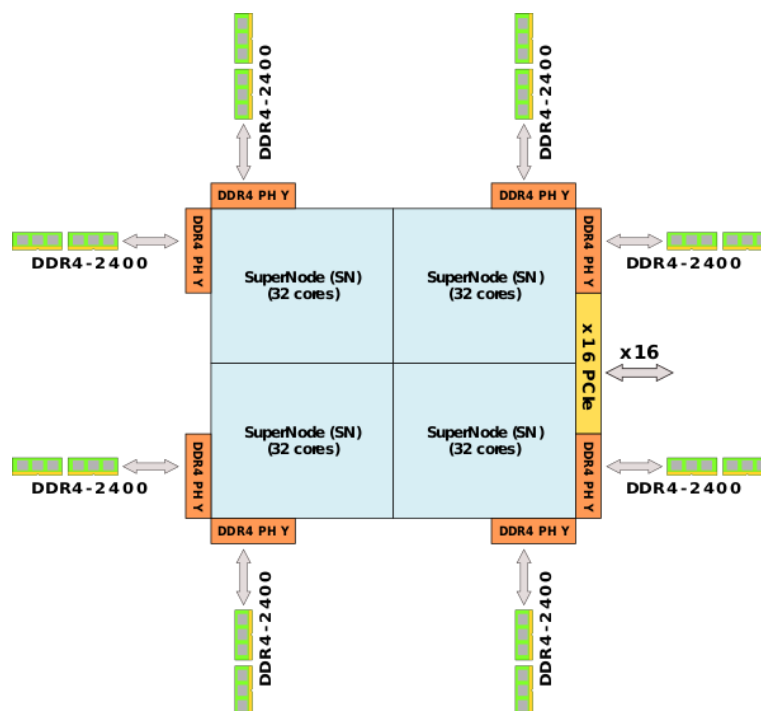 DDR4-2400
DDR4-2400
DDR4 PHY
DDR4 PHY
DDR4 PHY
DDR4 PHY
DDR4-2400
DDR4-2400
SuperNode (SN)
(32 cores)
SuperNode (SN)
(32 cores)
x16 PCIe
x16
SuperNode (SN)
(32 cores)
SuperNode (SN)
(32 cores)
DDR4 PHY
DDR4 PHY
DDR4-2400
DDR4-2400
DDR4 PHY
DDR4 PHY
DDR4-2400
DDR4-2400